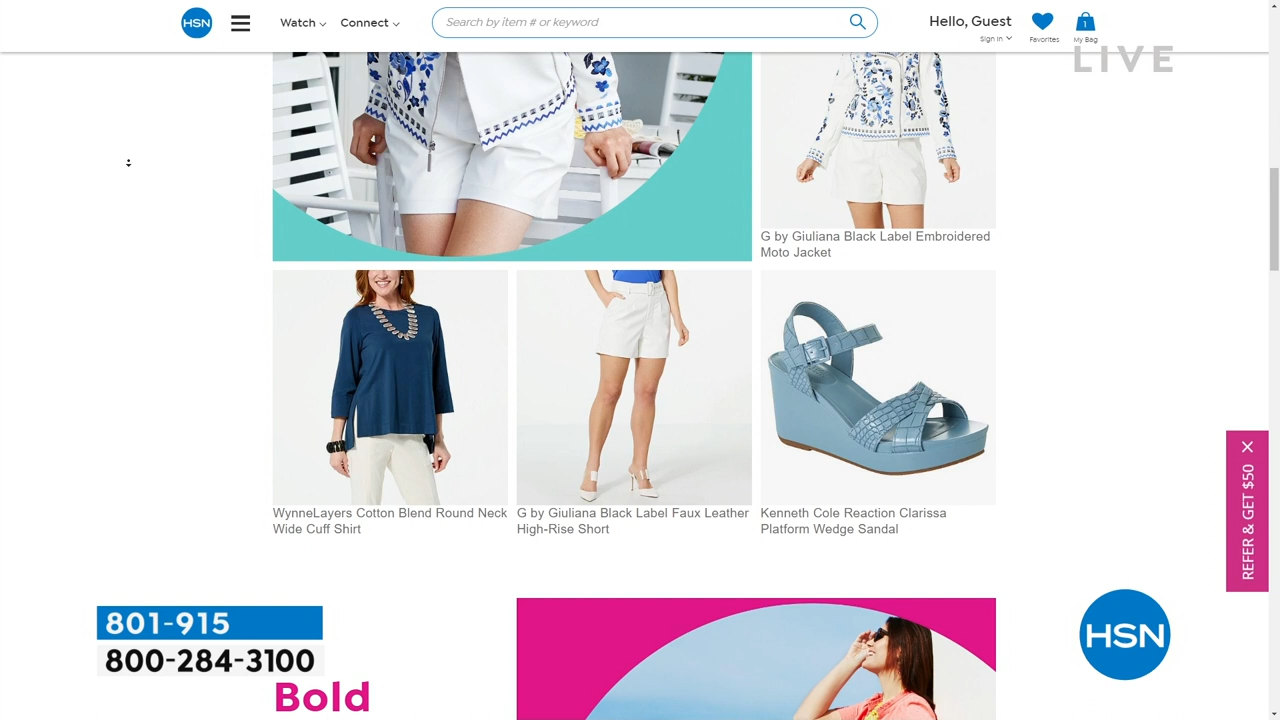 HSN
Watch
Connect
Search by item # or keyword
Hello, Guest
Sign In
Favorites
1
My Bag
LIVE
G by Giuliana Black Label Embroidered
Moto Jacket
WynneLayers Cotton Blend Round Neck
Wide Cuff Shirt
G by Giuliana Black Label Faux Leather
High-Rise Short
Kenneth Cole Reaction Clarissa
Platform Wedge Sandal
REFER & GET $50
801-915
800-284-3100
HSN
Bold